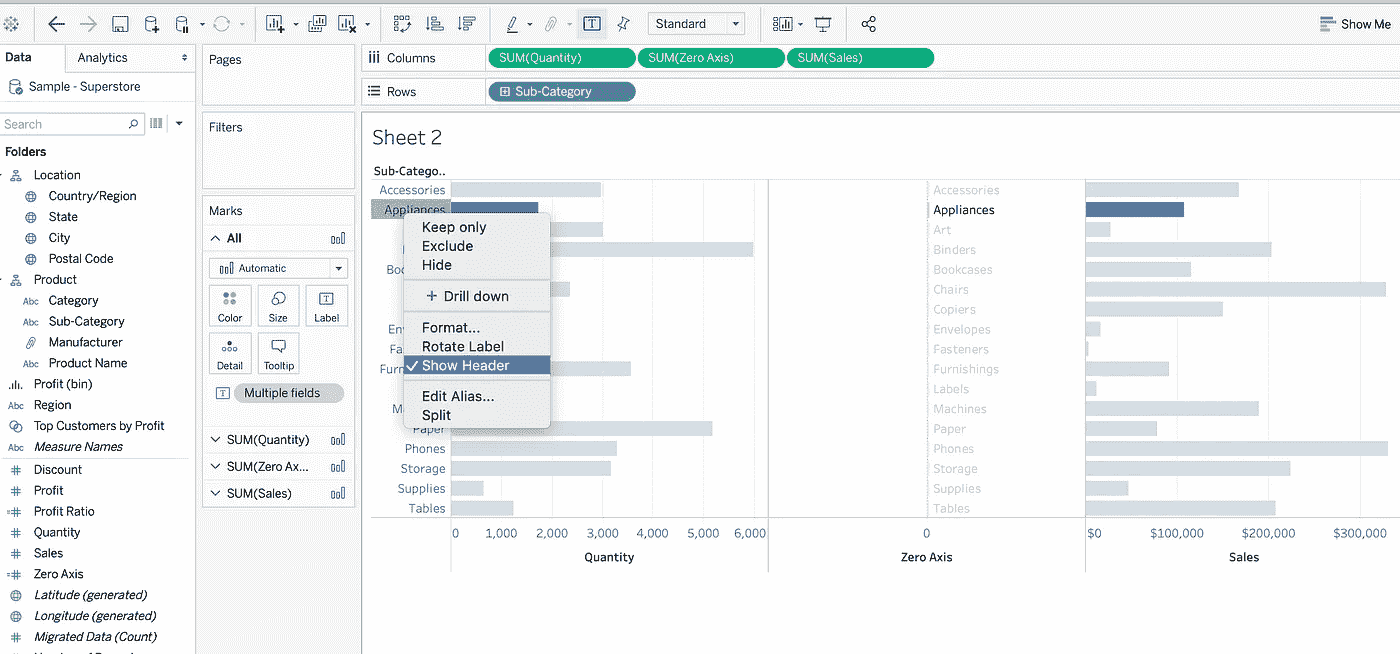 Standard
Show Me
Data
Analytics
Pages
Columns
SUM(Quantity)
SUM(Zero Axis)
SUM(Sales)
Sample - Superstore
Rows
Sub-Category
Search
Filters
Folders
Location
Country/Region
State
City
Postal Code
Product
Abc Category
Abc Sub-Category
Manufacturer
Abc Product Name
Profit (bin)
Abc Region
Top Customers by Profit
Abc Measure Names
# Discount
# Profit
=# Profit Ratio
# Quantity
# Sales
=# Zero Axis
Latitude (generated)
Longitude (generated)
# Migrated Data (Count)
Marks
All
Automatic
Color
Size
T
Label
Detail
Tooltip
T Multiple fields
SUM(Quantity)
SUM(Zero Ax...
SUM(Sales)
Sheet 2
Sub-Catego..
Accessories
Appliances
Paper
Phones
Storage
Supplies
Tables
Keep only
Exclude
Hide
+ Drill down
Format...
Rotate Label
✓ Show Header
Edit Alias...
Split
Accessories
Appliances
Art
Binders
Bookcases
Chairs
Copiers
Envelopes
Fasteners
Furnishings
Labels
Machines
Paper
Phones
Storage
Supplies
Tables
0 1,000 2,000 3,000 4,000 5,000 6,000
Quantity
0
Zero Axis
$0 $100,000 $200,000 $300,000
Sales